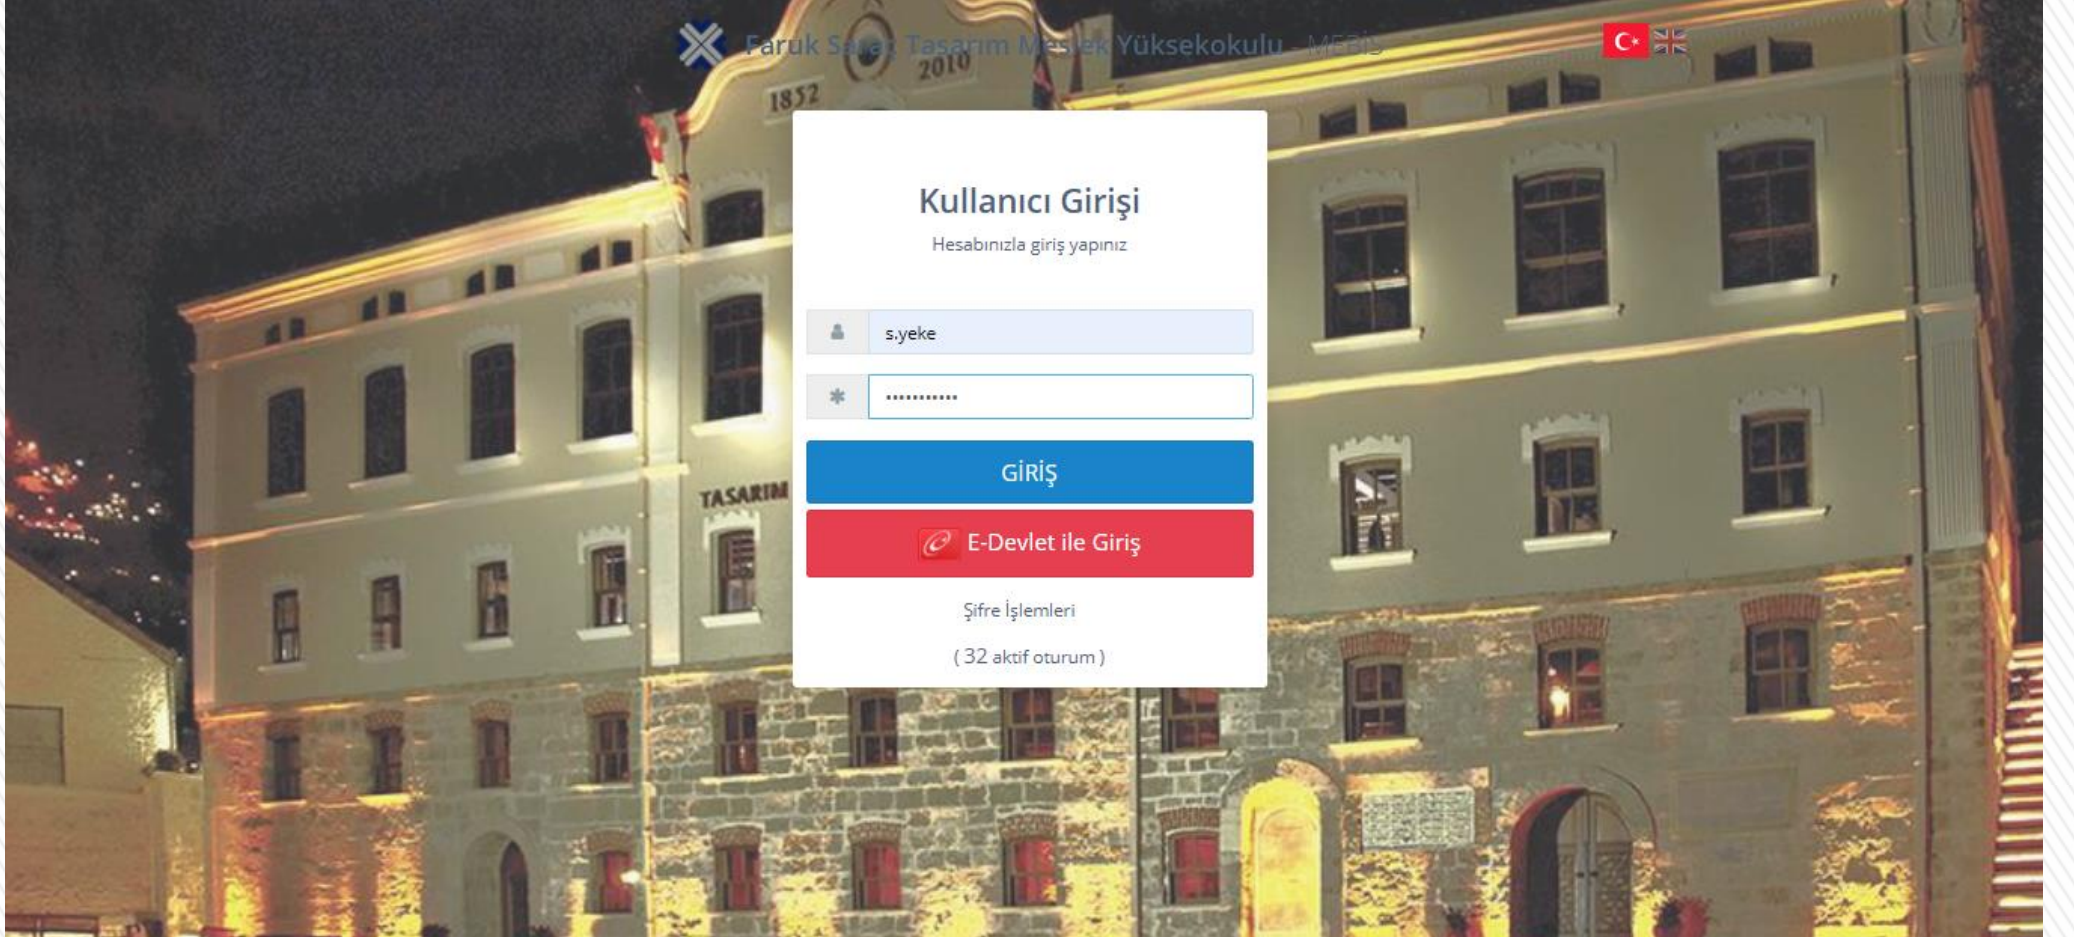 Faruk Saraç Tasarım Meslek Yüksekokulu - MEBİS
1852
2010
Kullanıcı Girişi
Hesabınızla giriş yapınız
s.yeke
TASARIM
GİRİŞ
E-Devlet ile Giriş
Şifre İşlemleri
( 32 aktif oturum )